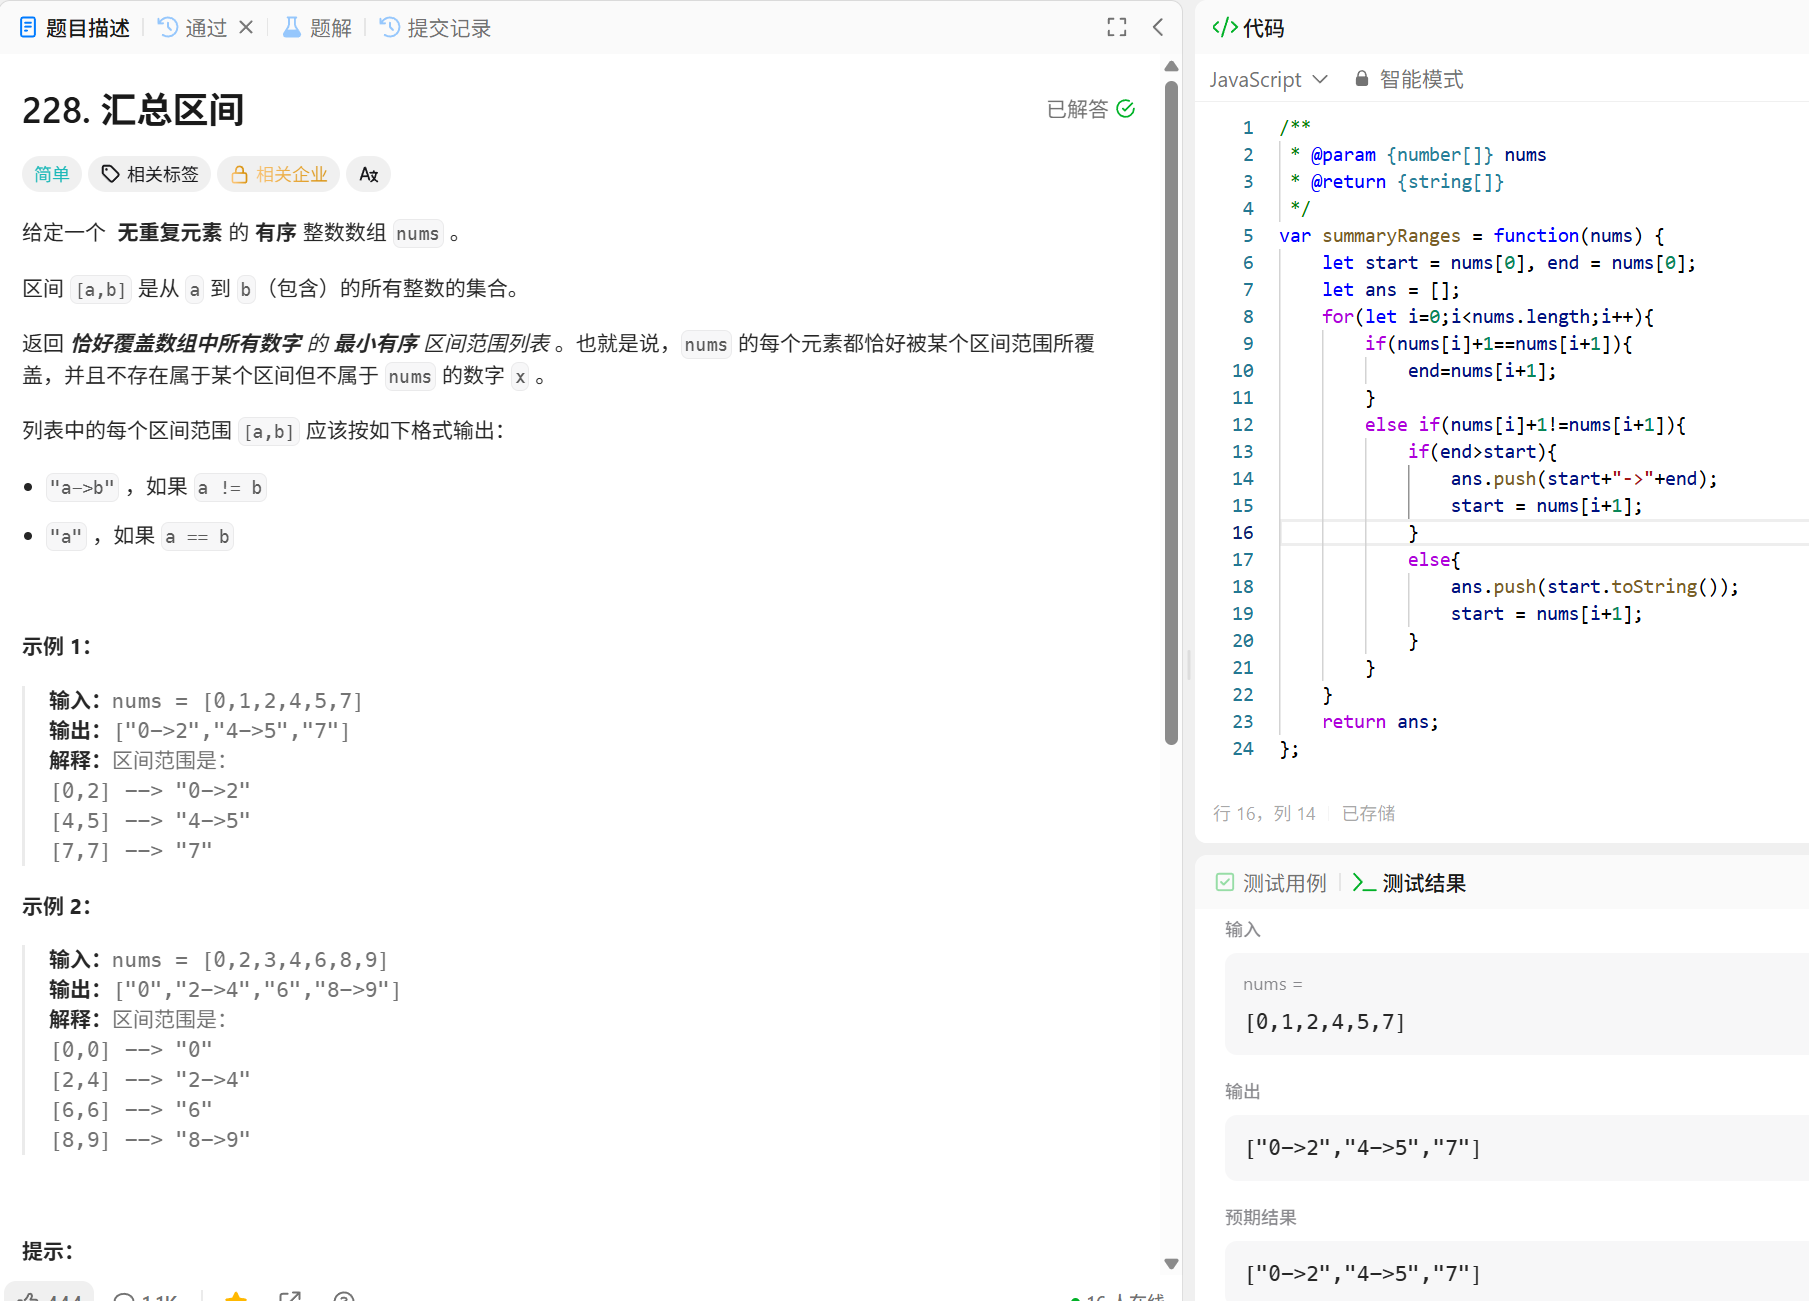 题目描述 通过 题解 提交记录
228. 汇总区间
已解答
简单 相关标签 相关企业
给定一个 无重复元素 的 有序 整数数组 nums 。
区间 [a,b] 是从 a 到 b（包含）的所有整数的集合。
返回 恰好覆盖数组中所有数字 的 最小有序 区间范围列表 。也就是说，nums 的每个元素都恰好被某个区间范围所覆
盖，并且不存在属于某个区间但不属于 nums 的数字 x 。
列表中的每个区间范围 [a,b] 应该按如下格式输出：
"a->b" ，如果 a != b
"a" ，如果 a == b
示例 1：
输入：nums = [0,1,2,4,5,7]
输出：["0->2","4->5","7"]
解释：区间范围是：
[0,2] --> "0->2"
[4,5] --> "4->5"
[7,7] --> "7"
示例 2：
输入：nums = [0,2,3,4,6,8,9]
输出：["0","2->4","6","8->9"]
解释：区间范围是：
[0,0] --> "0"
[2,4] --> "2->4"
[6,6] --> "6"
[8,9] --> "8->9"
提示：
444 1.1K 16 人在线
代码
JavaScript 智能模式
1 /**
2  * @param {number[]} nums
3  * @return {string[]}
4  */
5 var summaryRanges = function(nums) {
6     let start = nums[0], end = nums[0];
7     let ans = [];
8     for(let i=0;i<nums.length;i++){
9         if(nums[i]+1==nums[i+1]){
10             end=nums[i+1];
11         }
12         else if(nums[i]+1!=nums[i+1]){
13             if(end>start){
14                 ans.push(start+"->"+end);
15                 start = nums[i+1];
16             }
17             else{
18                 ans.push(start.toString());
19                 start = nums[i+1];
20             }
21         }
22     }
23     return ans;
24 };
行 16，列 14 已存储
测试用例 测试结果
输入
nums =
[0,1,2,4,5,7]
输出
["0->2","4->5","7"]
预期结果
["0->2","4->5","7"]